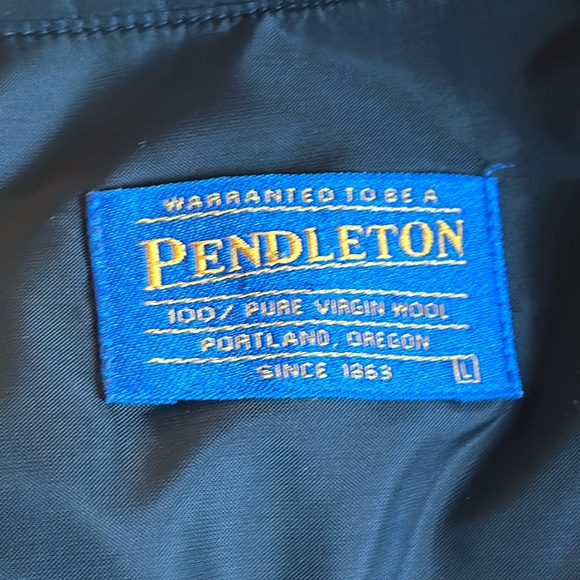 WARRANTED TO BE A
PENDLETON
100% PURE VIRGIN WOOL
PORTLAND, OREGON
SINCE 1863 L